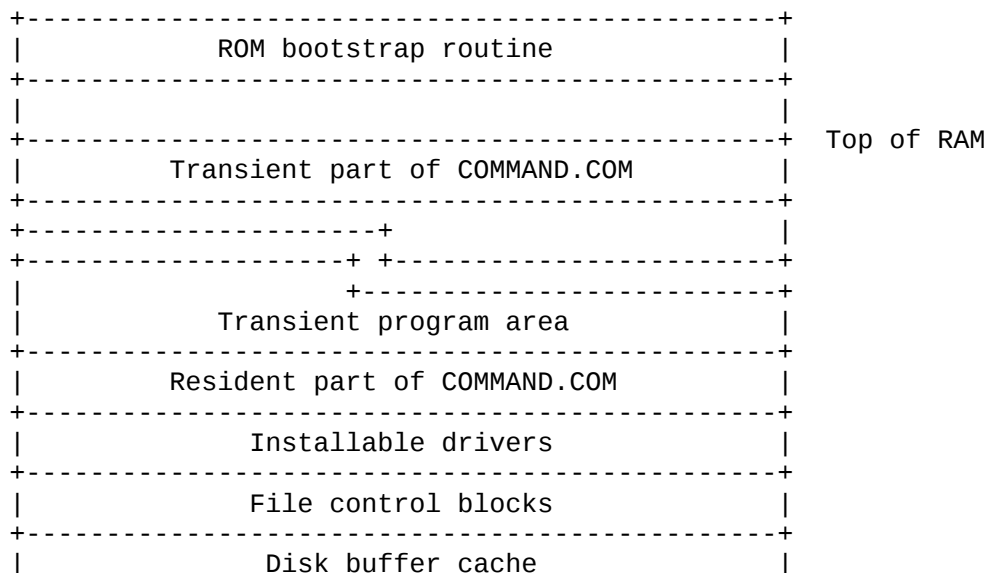 +-----------------------------------------------+
|            ROM bootstrap routine              |
+-----------------------------------------------+
|                                               |
+-----------------------------------------------+  Top of RAM
|         Transient part of COMMAND.COM         |
+-----------------------------------------------+
+----------------------+                        |
+--------------------+ +------------------------+
|                    +--------------------------+
|            Transient program area             |
+-----------------------------------------------+
|         Resident part of COMMAND.COM          |
+-----------------------------------------------+
|              Installable drivers              |
+-----------------------------------------------+
|              File control blocks              |
+-----------------------------------------------+
|               Disk buffer cache               |